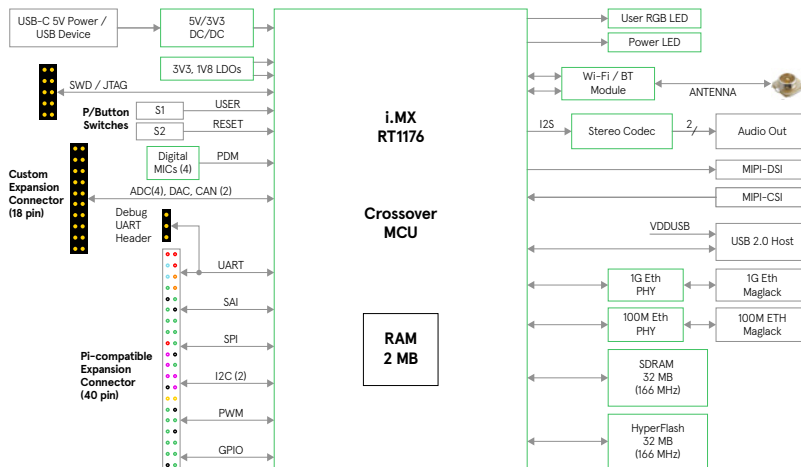 USB-C 5V Power /
USB Device
5V/3V3
DC/DC
3V3, 1V8 LDOs
SWD / JTAG
P/Button
Switches
S1
USER
S2
RESET
Digital
MICs (4)
PDM
Custom
Expansion
Connector
(18 pin)
ADC(4), DAC, CAN (2)
Debug
UART
Header
UART
SAI
SPI
Pi-compatible
Expansion
Connector
(40 pin)
I2C (2)
PWM
GPIO
i.MX
RT1176
Crossover
MCU
RAM
2 MB
User RGB LED
Power LED
Wi-Fi / BT
Module
ANTENNA
I2S
Stereo Codec
2/
Audio Out
MIPI-DSI
MIPI-CSI
VDDUSB
USB 2.0 Host
1G Eth
PHY
1G Eth
Maglack
100M Eth
PHY
100M ETH
Maglack
SDRAM
32 MB
(166 MHz)
HyperFlash
32 MB
(166 MHz)